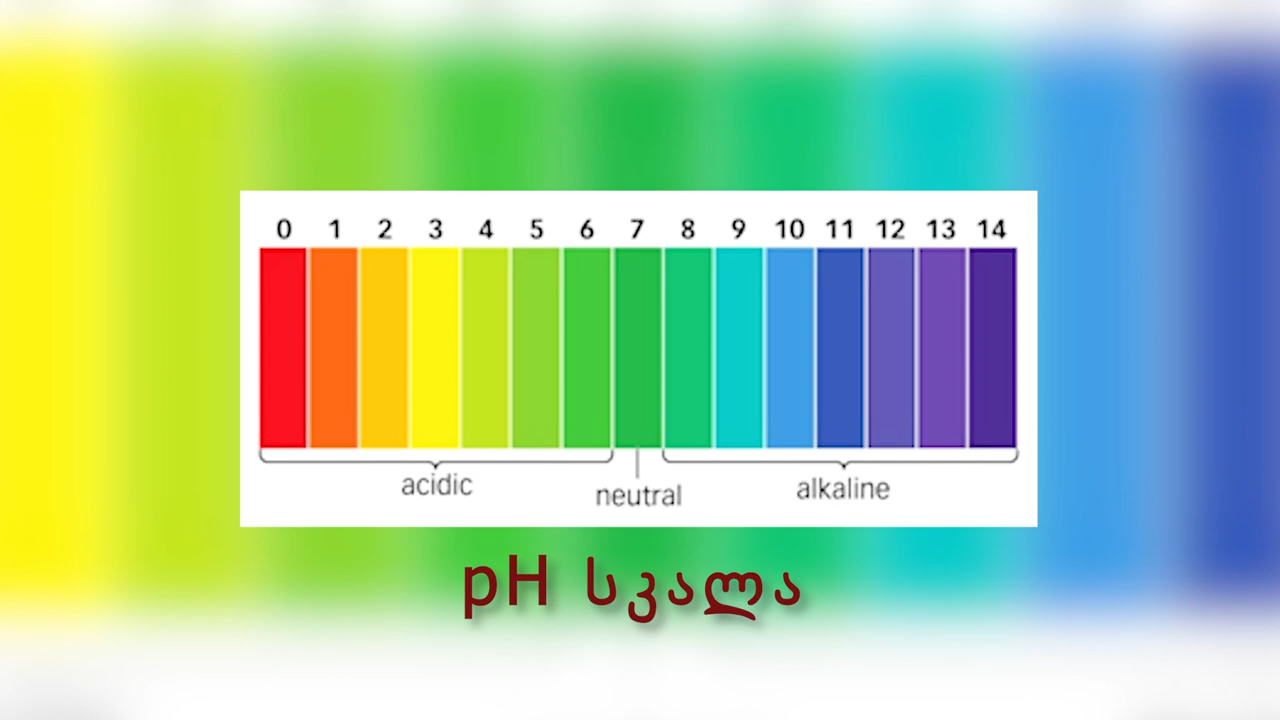 0 1 2 3 4 5 6 7 8 9 10 11 12 13 14
acidic
neutral
alkaline
pH სკალა